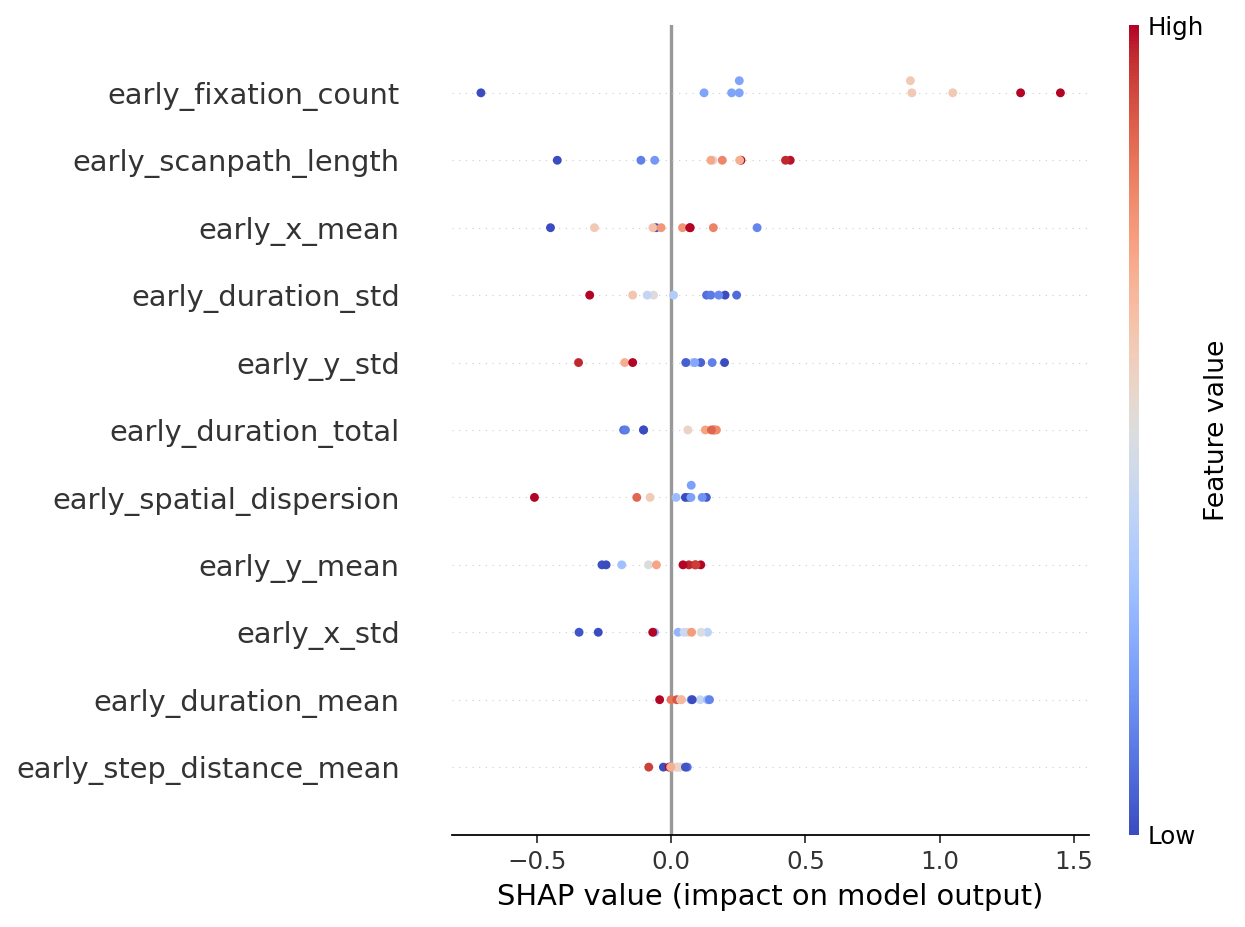 High
early_fixation_count
early_scanpath_length
early_x_mean
early_duration_std
early_y_std
early_duration_total
early_spatial_dispersion
early_y_mean
early_x_std
early_duration_mean
early_step_distance_mean
Feature value
Low
−0.5 0.0 0.5 1.0 1.5
SHAP value (impact on model output)